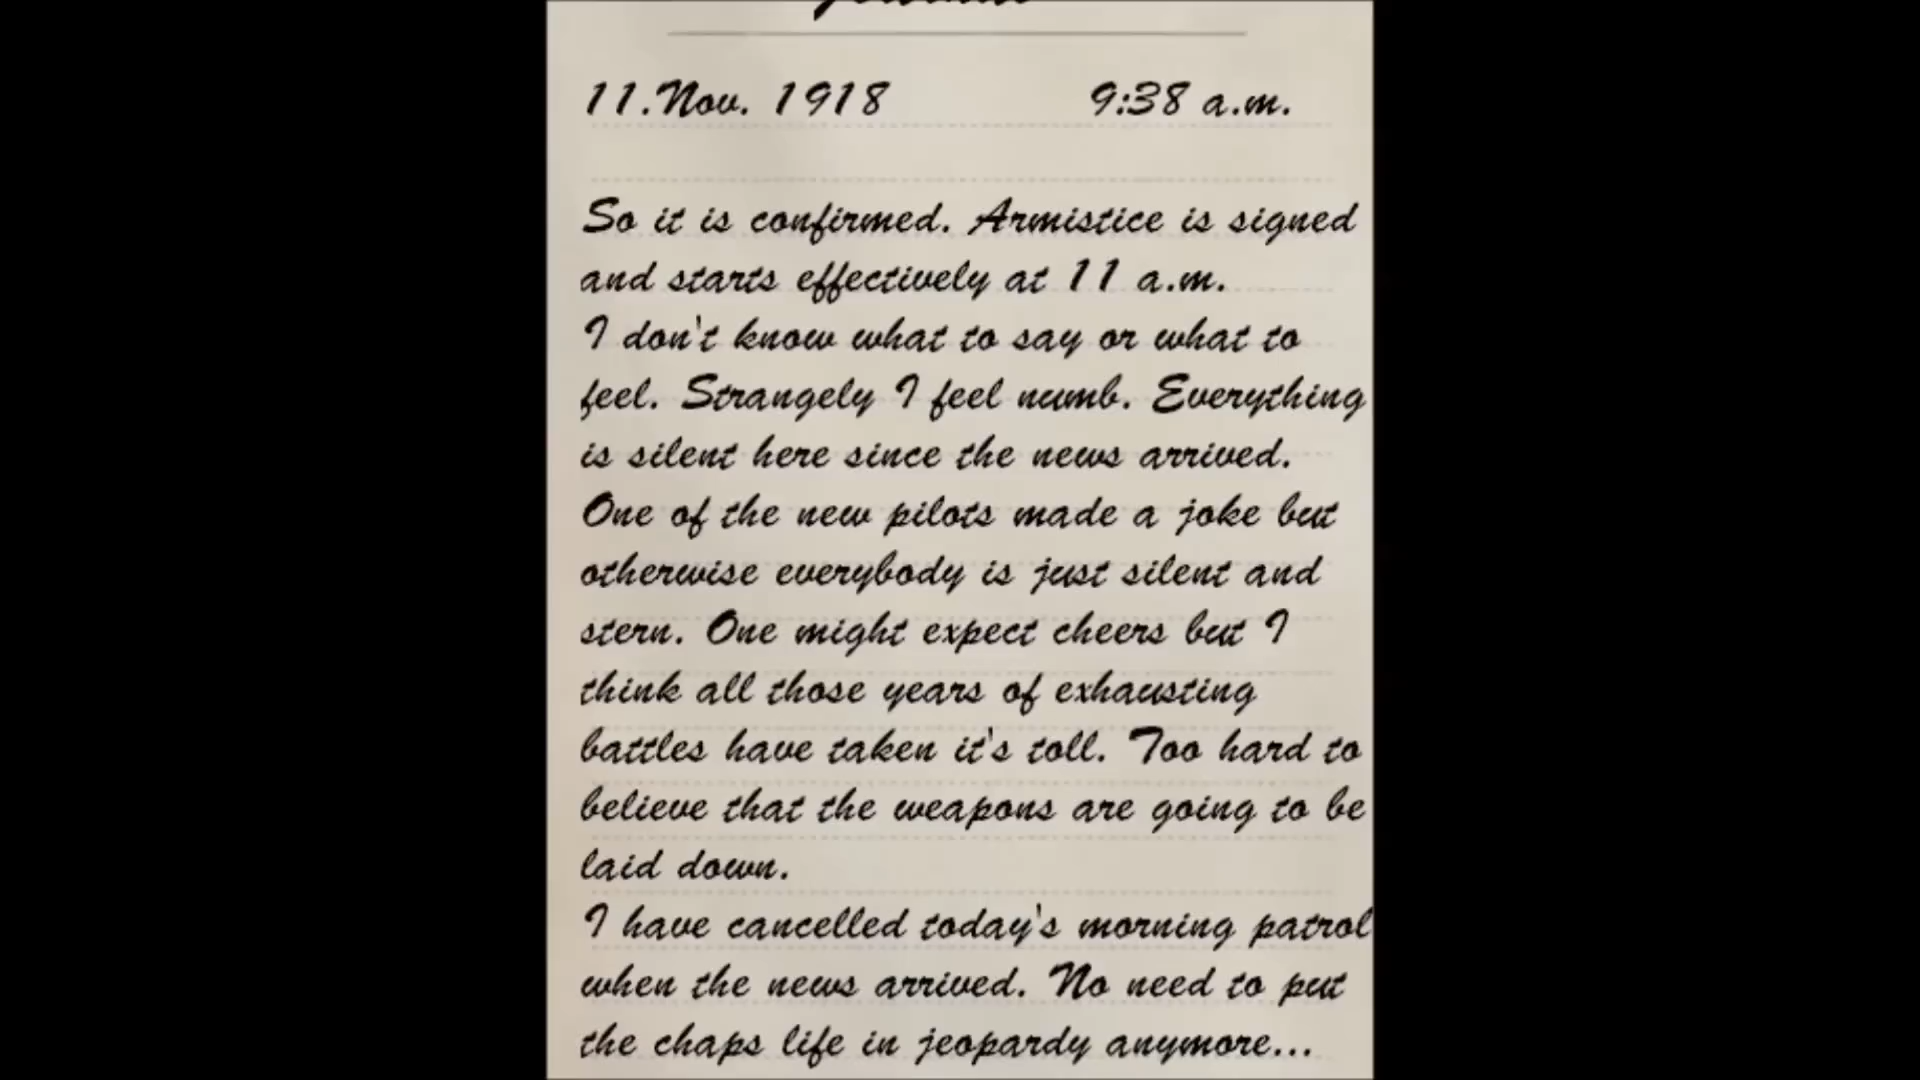 11.Nov. 1918 9:38 a.m.
So it is confirmed. Armistice is signed
and starts effectively at 11 a.m.
I don't know what to say or what to
feel. Strangely I feel numb. Everything
is silent here since the news arrived.
One of the new pilots made a joke but
otherwise everybody is just silent and
stern. One might expect cheers but I
think all those years of exhausting
battles have taken it's toll. Too hard to
believe that the weapons are going to be
laid down.
I have cancelled today's morning patrol
when the news arrived. No need to put
the chaps life in jeopardy anymore...